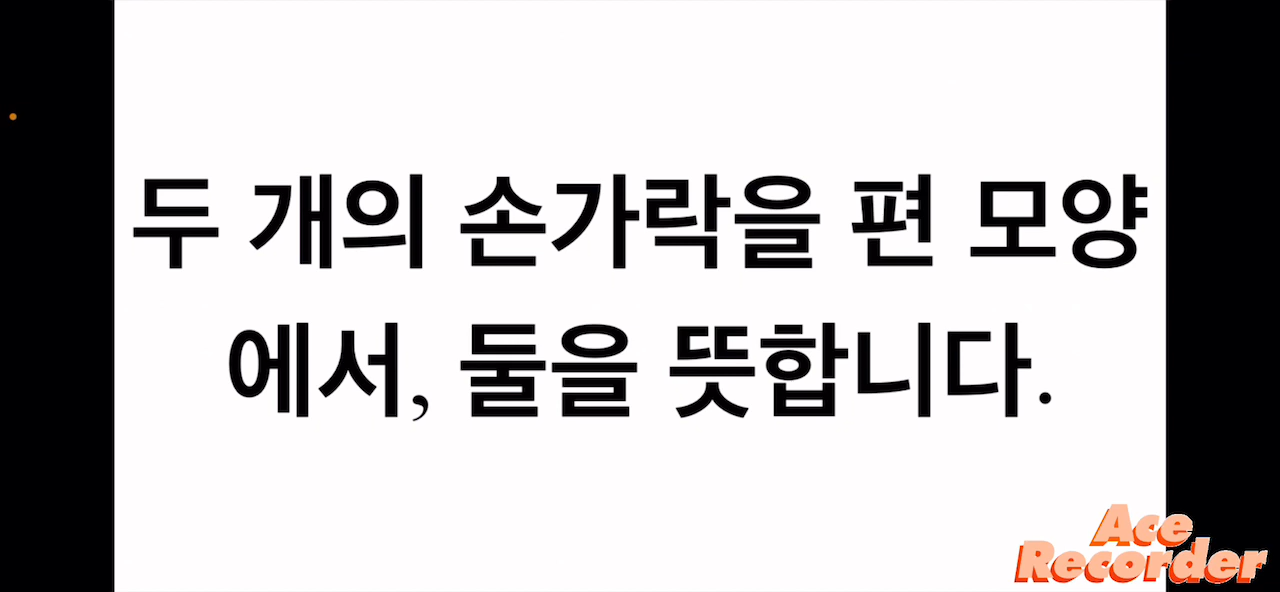 두 개의 손가락을 편 모양
에서, 둘을 뜻합니다.
Ace
Recorder